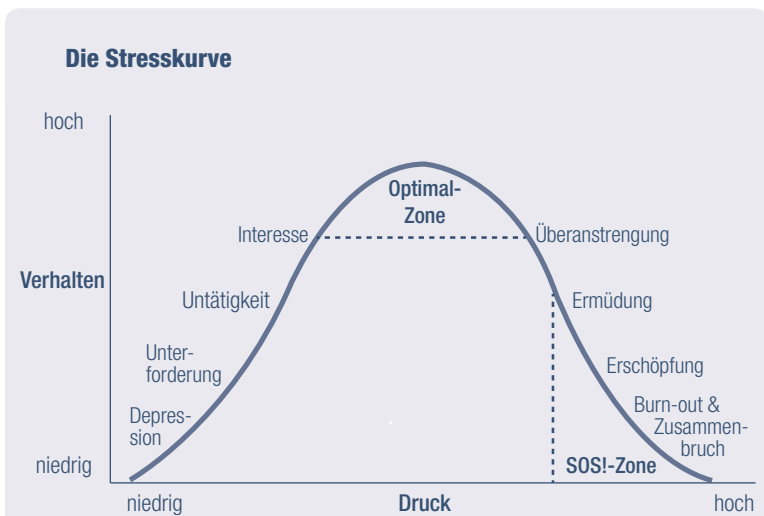 Die Stresskurve
hoch
Optimal-
Zone
Interesse
Überanstrengung
Verhalten
Untätigkeit
Ermüdung
Unter-
forderung
Erschöpfung
Depres-
sion
Burn-out &
Zusammen-
bruch
niedrig
SOS!-Zone
niedrig
Druck
hoch